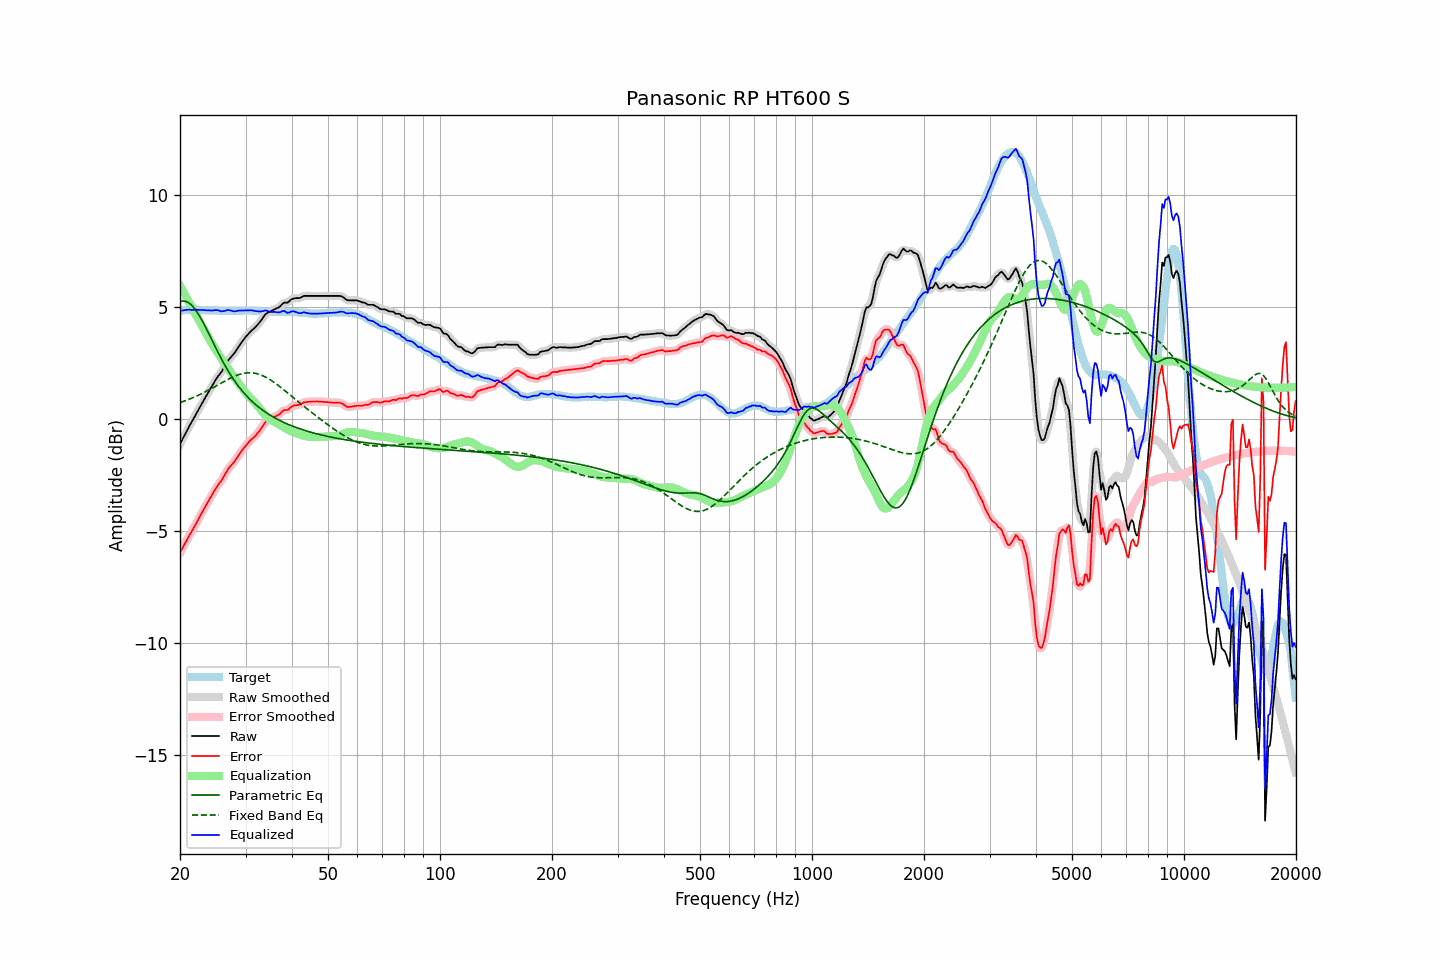 Panasonic RP HT600 S
Amplitude (dBr)
10
5
0
−5
−10
−15
Target
Raw Smoothed
Error Smoothed
Raw
Error
Equalization
Parametric Eq
Fixed Band Eq
Equalized
20 50 100 200 500 1000 2000 5000 10000 20000
Frequency (Hz)